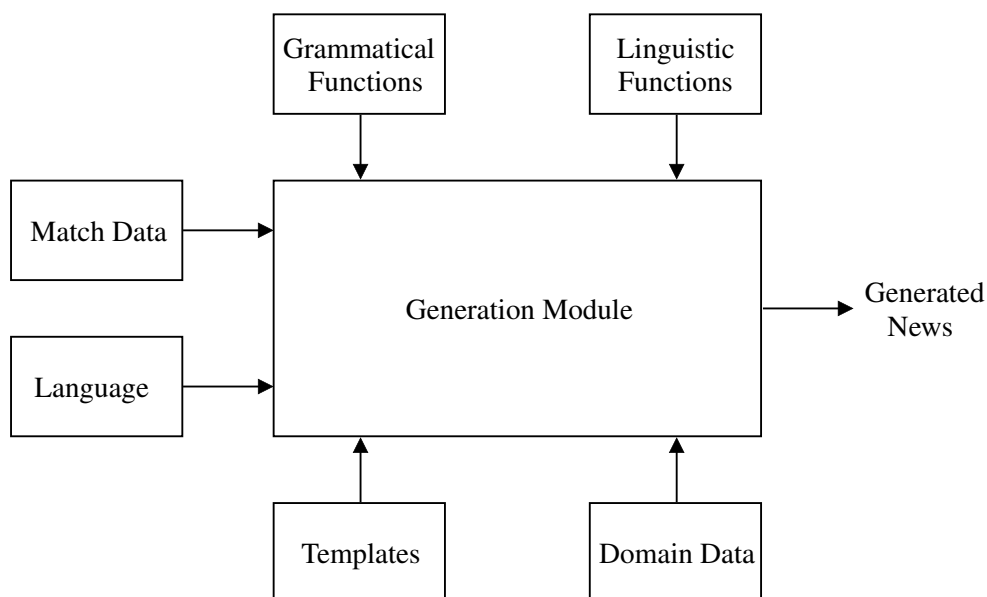 Grammatical
Functions
Linguistic
Functions
Match Data
Generation Module
Generated
News
Language
Templates
Domain Data